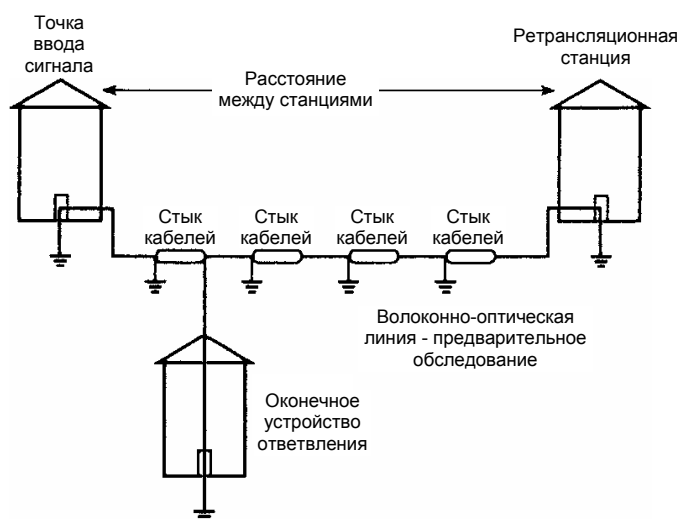 Точка
ввода
сигнала
Ретрансляционная
станция
Расстояние
между станциями
Стык
кабелей
Стык
кабелей
Стык
кабелей
Стык
кабелей
Волоконно-оптическая
линия - предварительное
обследование
Оконечное
устройство
ответвления